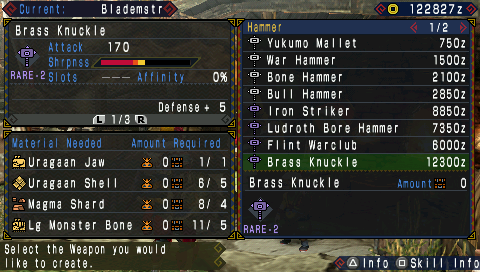 Current: Blademstr
122827z
Brass Knuckle
Attack 170
Shrpnss
RARE-2
Slots --- Affinity 0%
Defense+ 5
L 1/3 R
Material Needed Amount Required
Uragaan Jaw 0 1/ 1
Uragaan Shell 0 6/ 5
Magma Shard 0 8/ 4
Lg Monster Bone 0 11/ 5
Select the Weapon you would
like to create.
Hammer 1/2
Yukumo Mallet 750z
War Hammer 1500z
Bone Hammer 2100z
Bull Hammer 2850z
Iron Striker 8850z
Ludroth Bore Hammer 7350z
Flint Warclub 6000z
Brass Knuckle 12300z
Brass Knuckle Amount 0
RARE-2
Info Skill Info